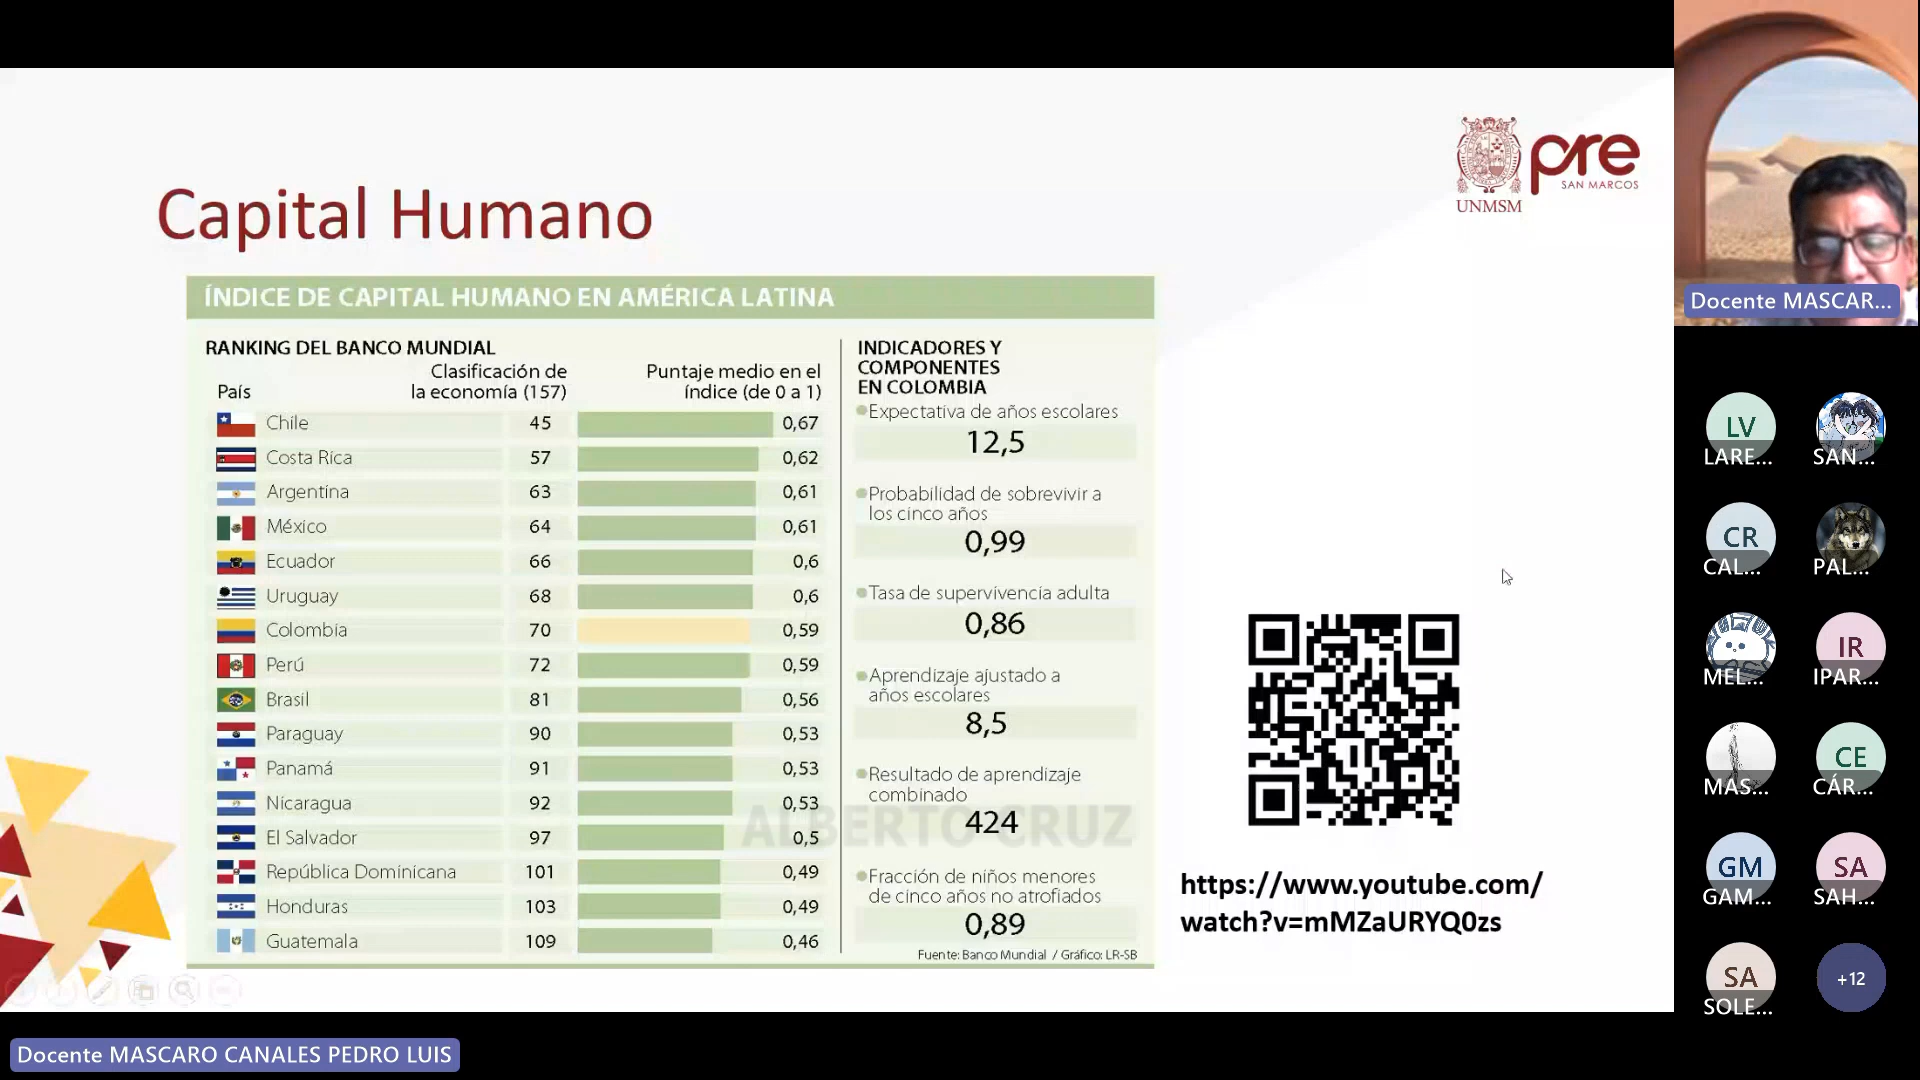 Capital Humano
UNMSM
pre
SAN MARCOS
ÍNDICE DE CAPITAL HUMANO EN AMÉRICA LATINA
RANKING DEL BANCO MUNDIAL
País
Clasificación de
la economía (157)
Puntaje medio en el
índice (de 0 a 1)
Chile 45 0,67
Costa Rica 57 0,62
Argentina 63 0,61
México 64 0,61
Ecuador 66 0,6
Uruguay 68 0,6
Colombia 70 0,59
Perú 72 0,59
Brasil 81 0,56
Paraguay 90 0,53
Panamá 91 0,53
Nicaragua 92 0,53
El Salvador 97 0,5
República Dominicana 101 0,49
Honduras 103 0,49
Guatemala 109 0,46
INDICADORES Y
COMPONENTES
EN COLOMBIA
Expectativa de años escolares
12,5
Probabilidad de sobrevivir a
los cinco años
0,99
Tasa de supervivencia adulta
0,86
Aprendizaje ajustado a
años escolares
8,5
Resultado de aprendizaje
combinado
424
Fracción de niños menores
de cinco años no atrofiados
0,89
Fuente: Banco Mundial / Gráfico: LR-SB
ALBERTO CRUZ
https://www.youtube.com/
watch?v=mMZaURYQ0zs
Docente MASCAR...
LV
LARE...
SAN...
CR
CAL...
PAL...
MEL...
IR
IPAR...
MAS...
CE
CÁR...
GM
GAM...
SA
SAH...
SA
SOLE...
+12
Docente MASCARO CANALES PEDRO LUIS